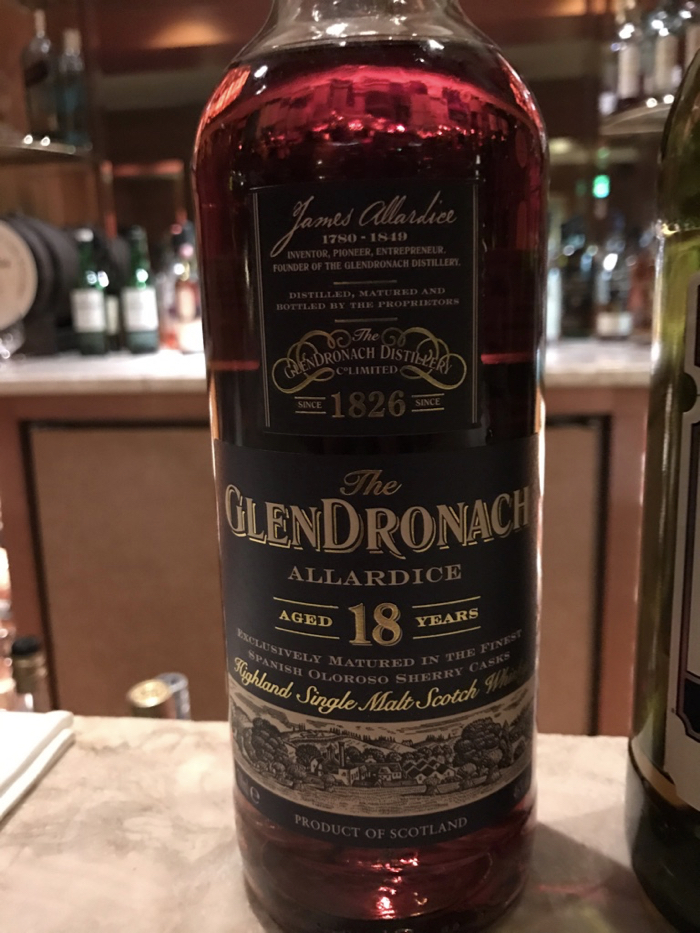 James Allardice
1780 - 1849
INVENTOR, PIONEER, ENTREPRENEUR.
FOUNDER OF THE GLENDRONACH DISTILLERY.
DISTILLED, MATURED AND
BOTTLED BY THE PROPRIETORS
The
GLENDRONACH DISTILLERY
Co LIMITED
SINCE 1826 SINCE
The
GLENDRONACH
ALLARDICE
AGED 18 YEARS
EXCLUSIVELY MATURED IN THE FINEST
SPANISH OLOROSO SHERRY CASKS
Highland Single Malt Scotch
PRODUCT OF SCOTLAND